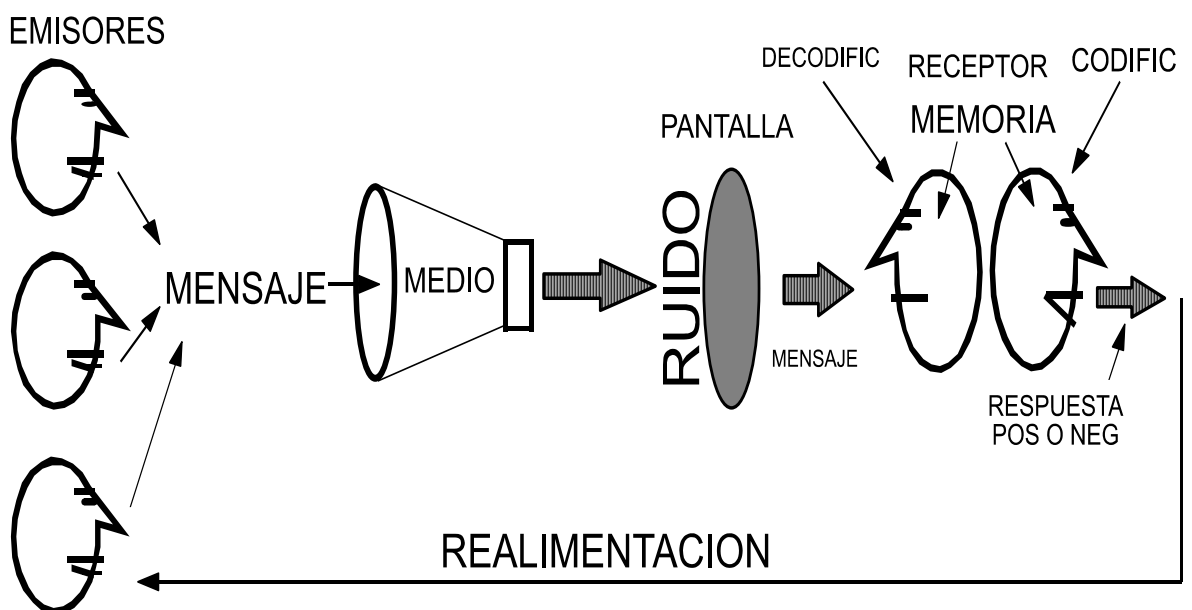 EMISORES
DECODIFIC
RECEPTOR
CODIFIC
PANTALLA
MEMORIA
RUIDO
MENSAJE
MEDIO
MENSAJE
RESPUESTA
POS O NEG
REALIMENTACION